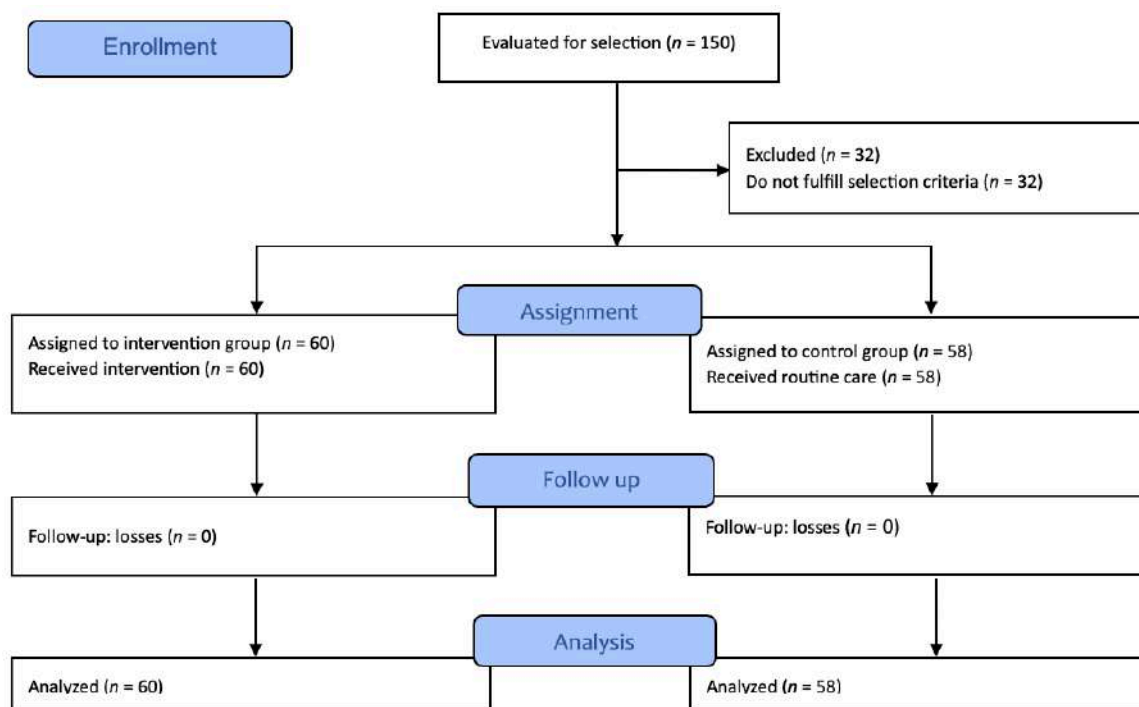 Enrollment
Evaluated for selection (n = 150)
Excluded (n = 32)
Do not fulfill selection criteria (n = 32)
Assignment
Assigned to intervention group (n = 60)
Received intervention (n = 60)
Assigned to control group (n = 58)
Received routine care (n = 58)
Follow up
Follow-up: losses (n = 0)
Follow-up: losses (n = 0)
Analysis
Analyzed (n = 60)
Analyzed (n = 58)